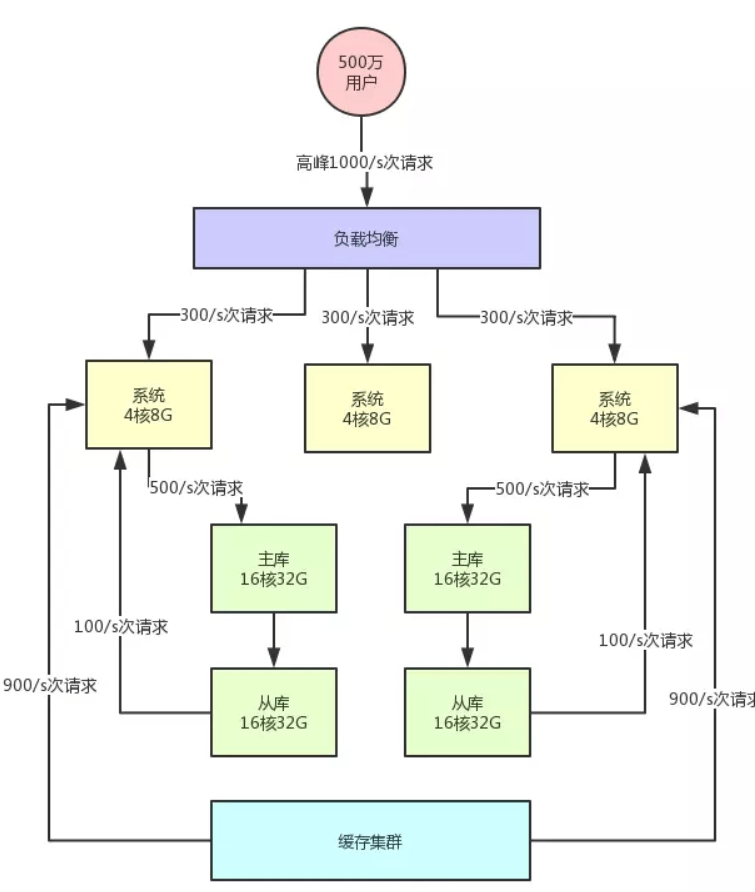 500万
用户
高峰1000/s次请求
负载均衡
300/s次请求
300/s次请求
300/s次请求
系统
4核8G
系统
4核8G
系统
4核8G
500/s次请求
500/s次请求
主库
16核32G
主库
16核32G
100/s次请求
100/s次请求
900/s次请求
900/s次请求
从库
16核32G
从库
16核32G
缓存集群